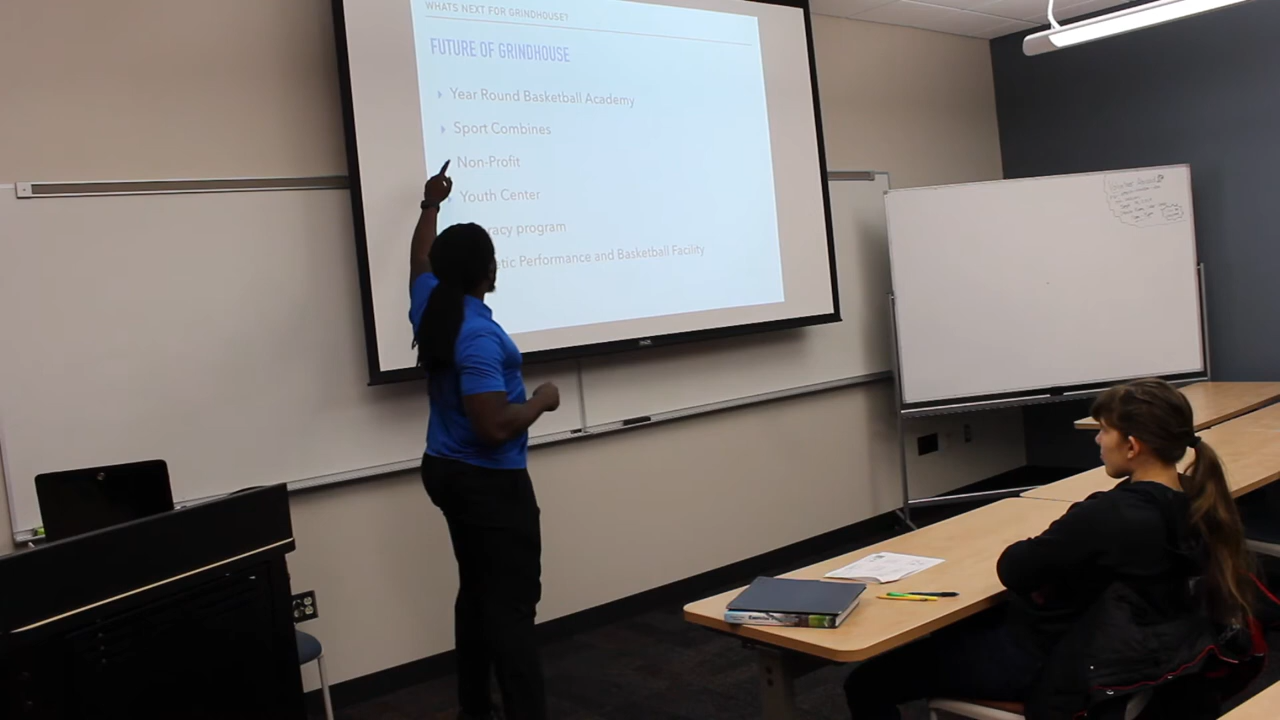 WHATS NEXT FOR GRINDHOUSE?
FUTURE OF GRINDHOUSE
Year Round Basketball Academy
Sport Combines
Non-Profit
Youth Center
racy program
etic Performance and Basketball Facility